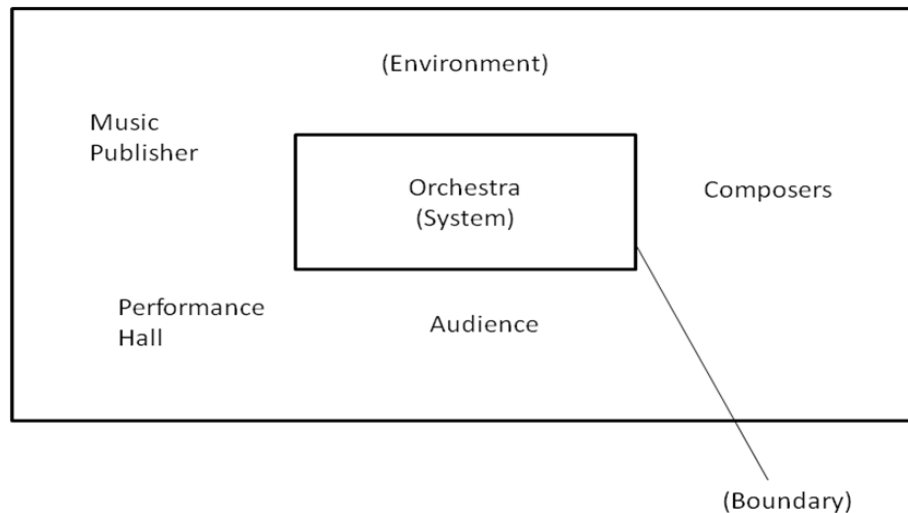 (Environment)
Music
Publisher
Orchestra
(System)
Composers
Performance
Hall
Audience
(Boundary)